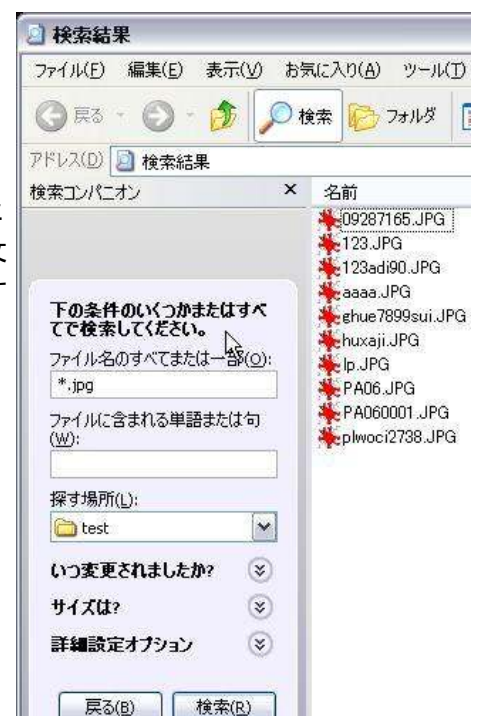 検索結果
ファイル(F) 編集(E) 表示(V) お気に入り(A) ツール(T)
戻る 検索 フォルダ
アドレス(D) 検索結果
検索コンパニオン × 名前
下の条件のいくつかまたはすべ
てで検索してください。
ファイル名のすべてまたは一部(O):
*.jpg
ファイルに含まれる単語または句
(W):
探す場所(L):
test
いつ変更されましたか?
サイズは?
詳細設定オプション
戻る(B) 検索(R)
09287165.JPG
123.JPG
123adi90.JPG
aaaa.JPG
ghue7899sui.JPG
huxaji.JPG
lp.JPG
PA06.JPG
PA060001.JPG
plwoci2738.JPG